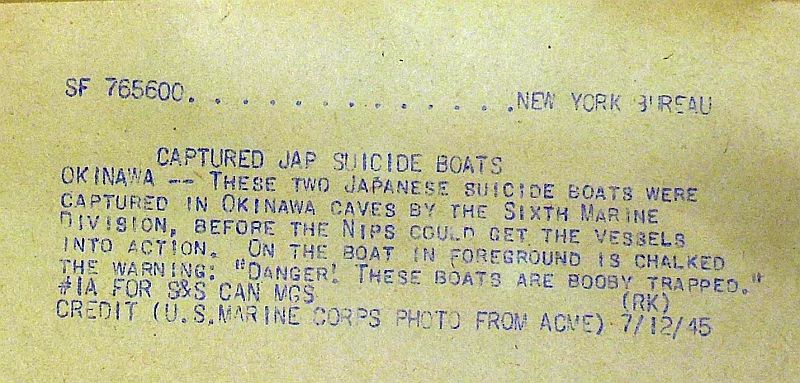 SF 765600. . . . . . . . . . . . . .NEW YORK BUREAU
CAPTURED JAP SUICIDE BOATS
OKINAWA -- THESE TWO JAPANESE SUICIDE BOATS WERE
CAPTURED IN OKINAWA CAVES BY THE SIXTH MARINE
DIVISION, BEFORE THE NIPS COULD GET THE VESSELS
INTO ACTION. ON THE BOAT IN FOREGROUND IS CHALKED
THE WARNING: "DANGER! THESE BOATS ARE BOOBY TRAPPED."
#1A FOR S&S CAN MGS (RK)
CREDIT (U.S.MARINE CORPS PHOTO FROM ACME) 7/12/45